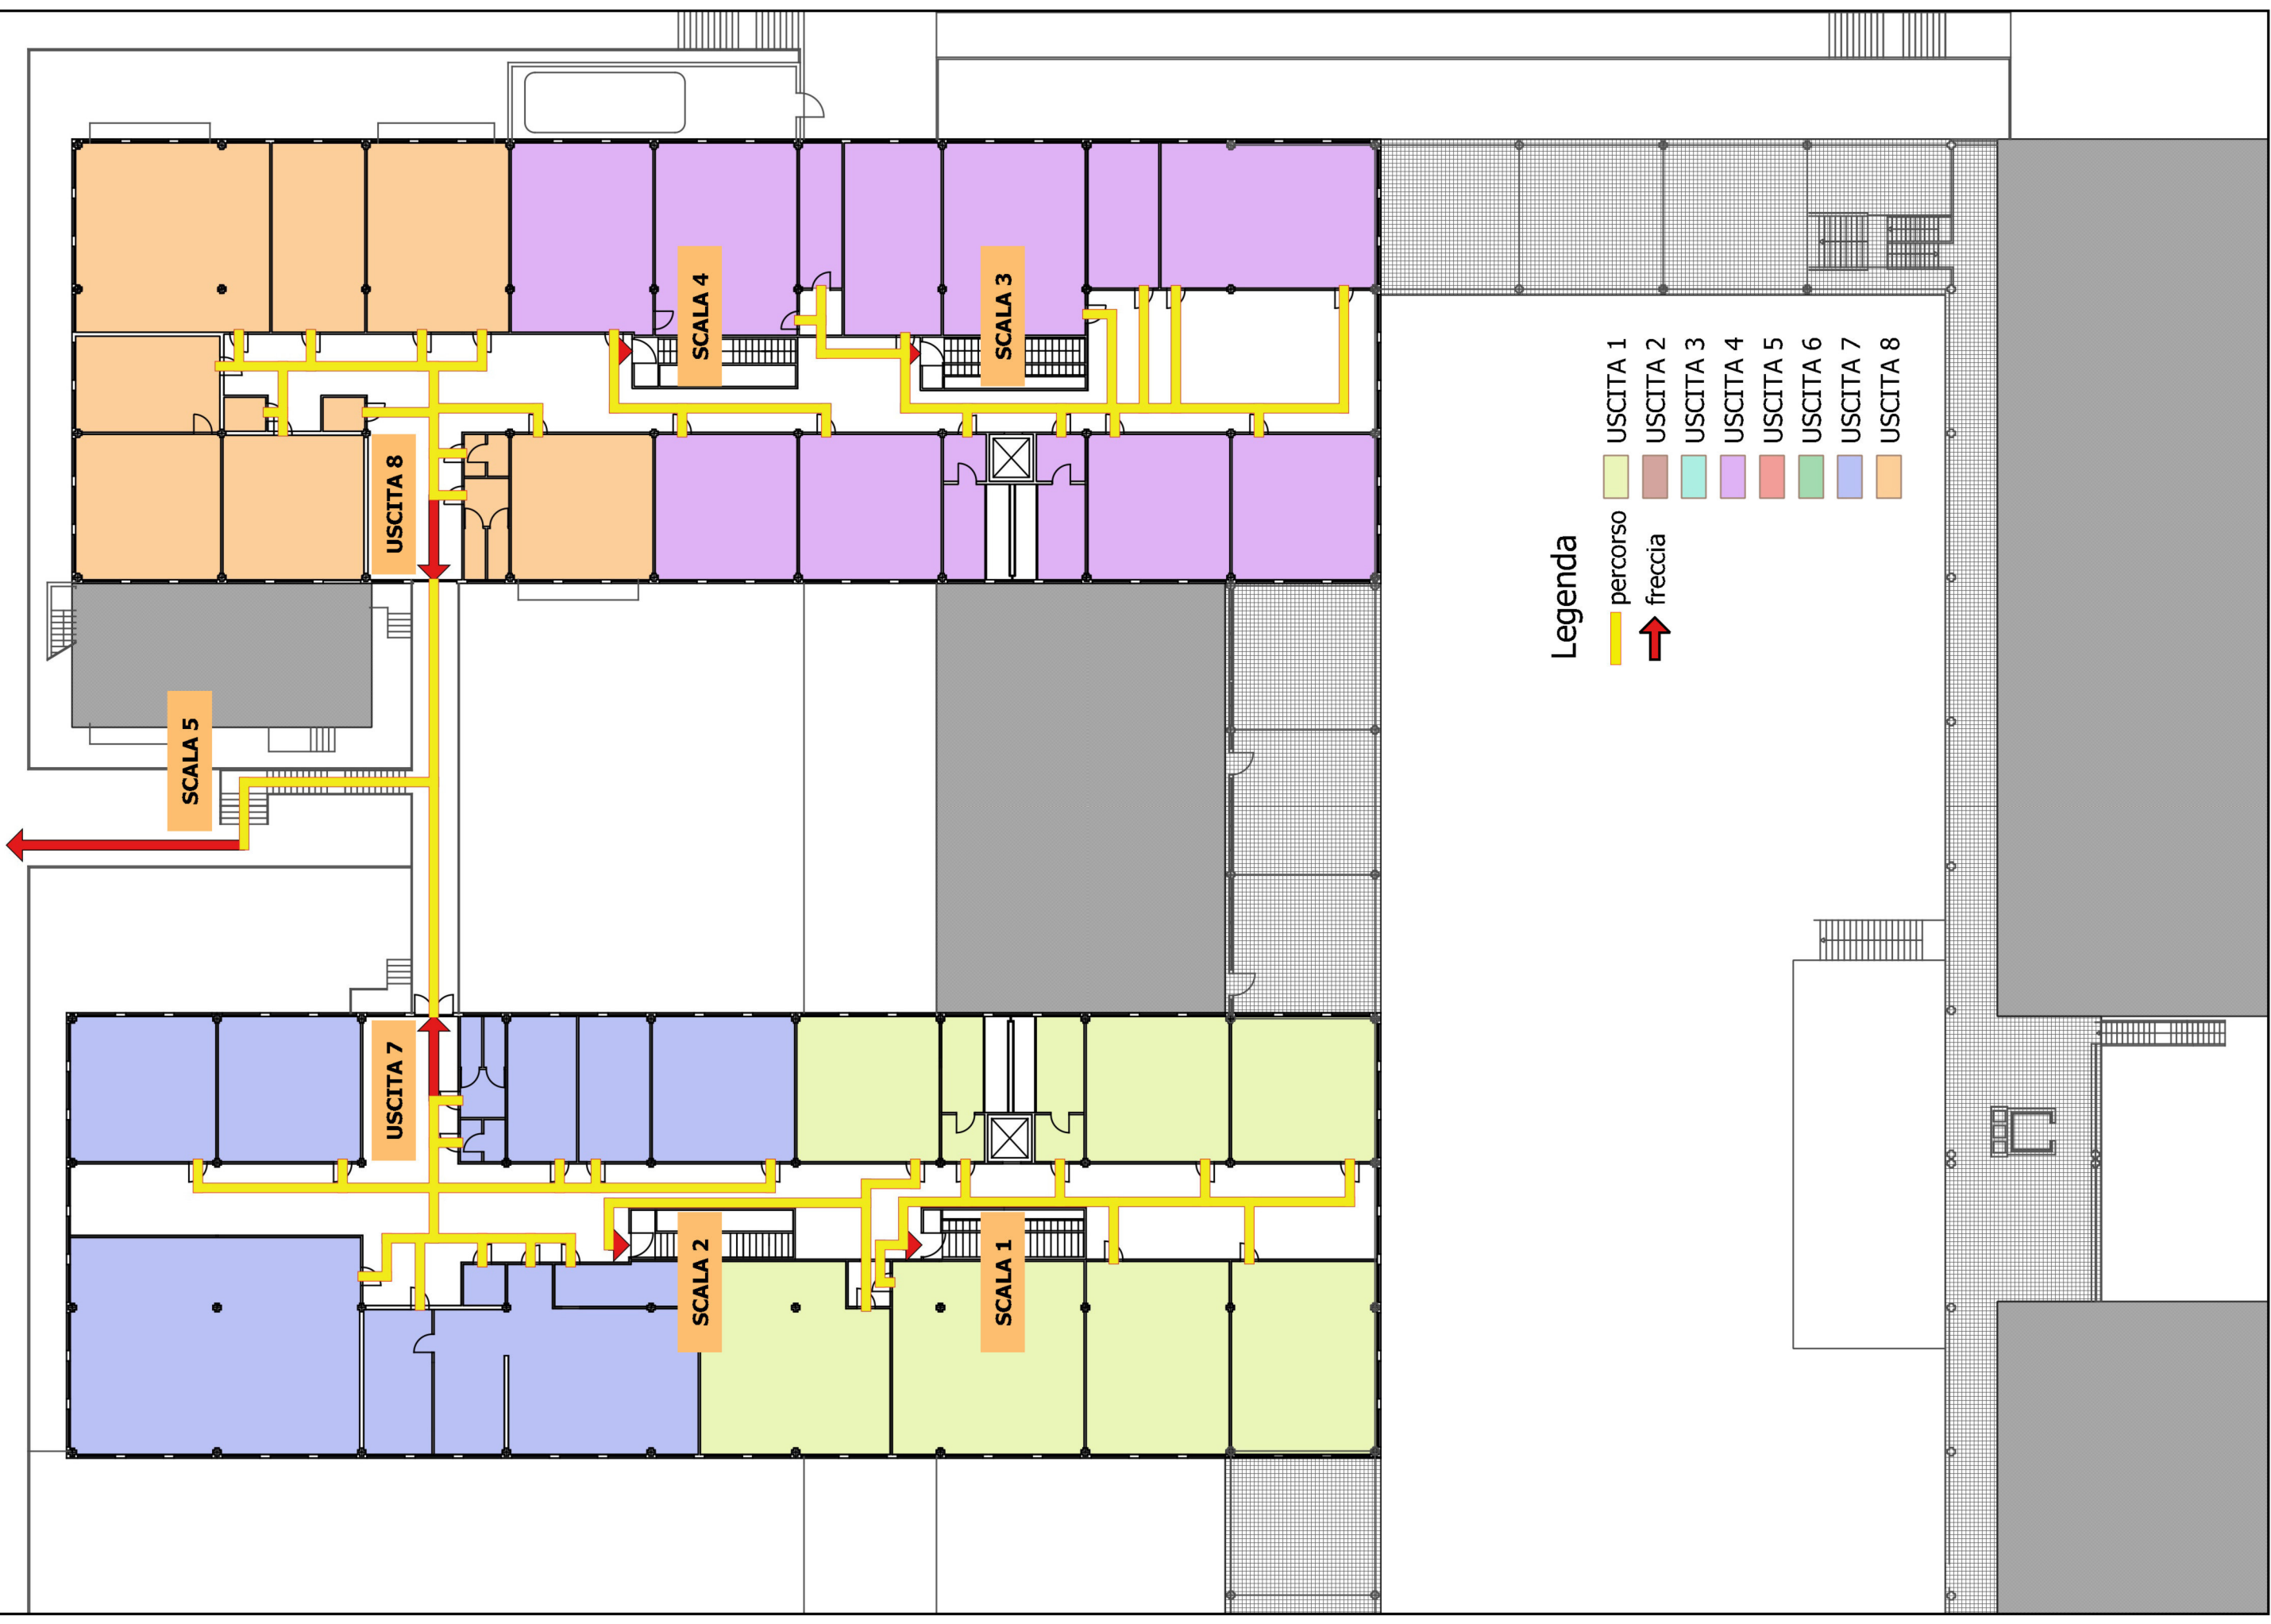 SCALA 4
SCALA 3
USCITA 8
SCALA 5
USCITA 7
SCALA 2
SCALA 1
Legenda
percorso
freccia
USCITA 1
USCITA 2
USCITA 3
USCITA 4
USCITA 5
USCITA 6
USCITA 7
USCITA 8